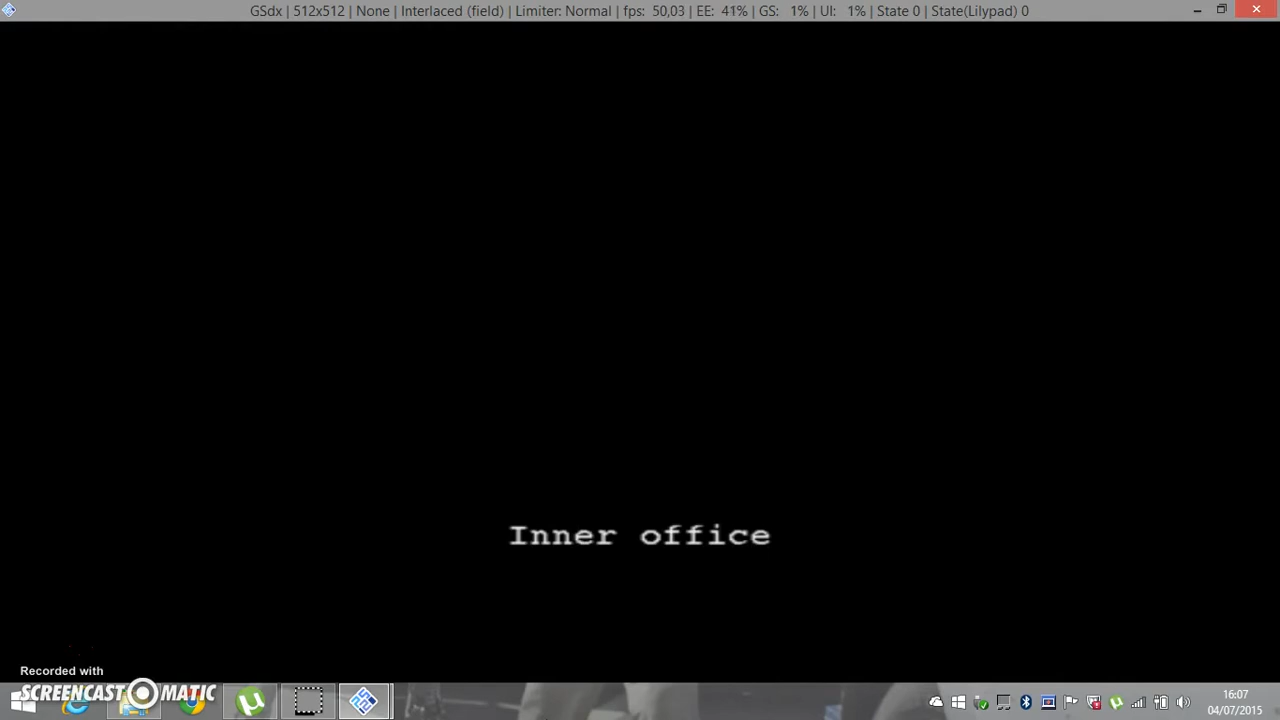 GSdx | 512x512 | None | Interlaced (field) | Limiter: Normal | fps: 50,03 | EE: 41% | GS: 1% | UI: 1% | State 0 | State(Lilypad) 0
Inner office
Recorded with
SCREENCAST MATIC
16:07
04/07/2015